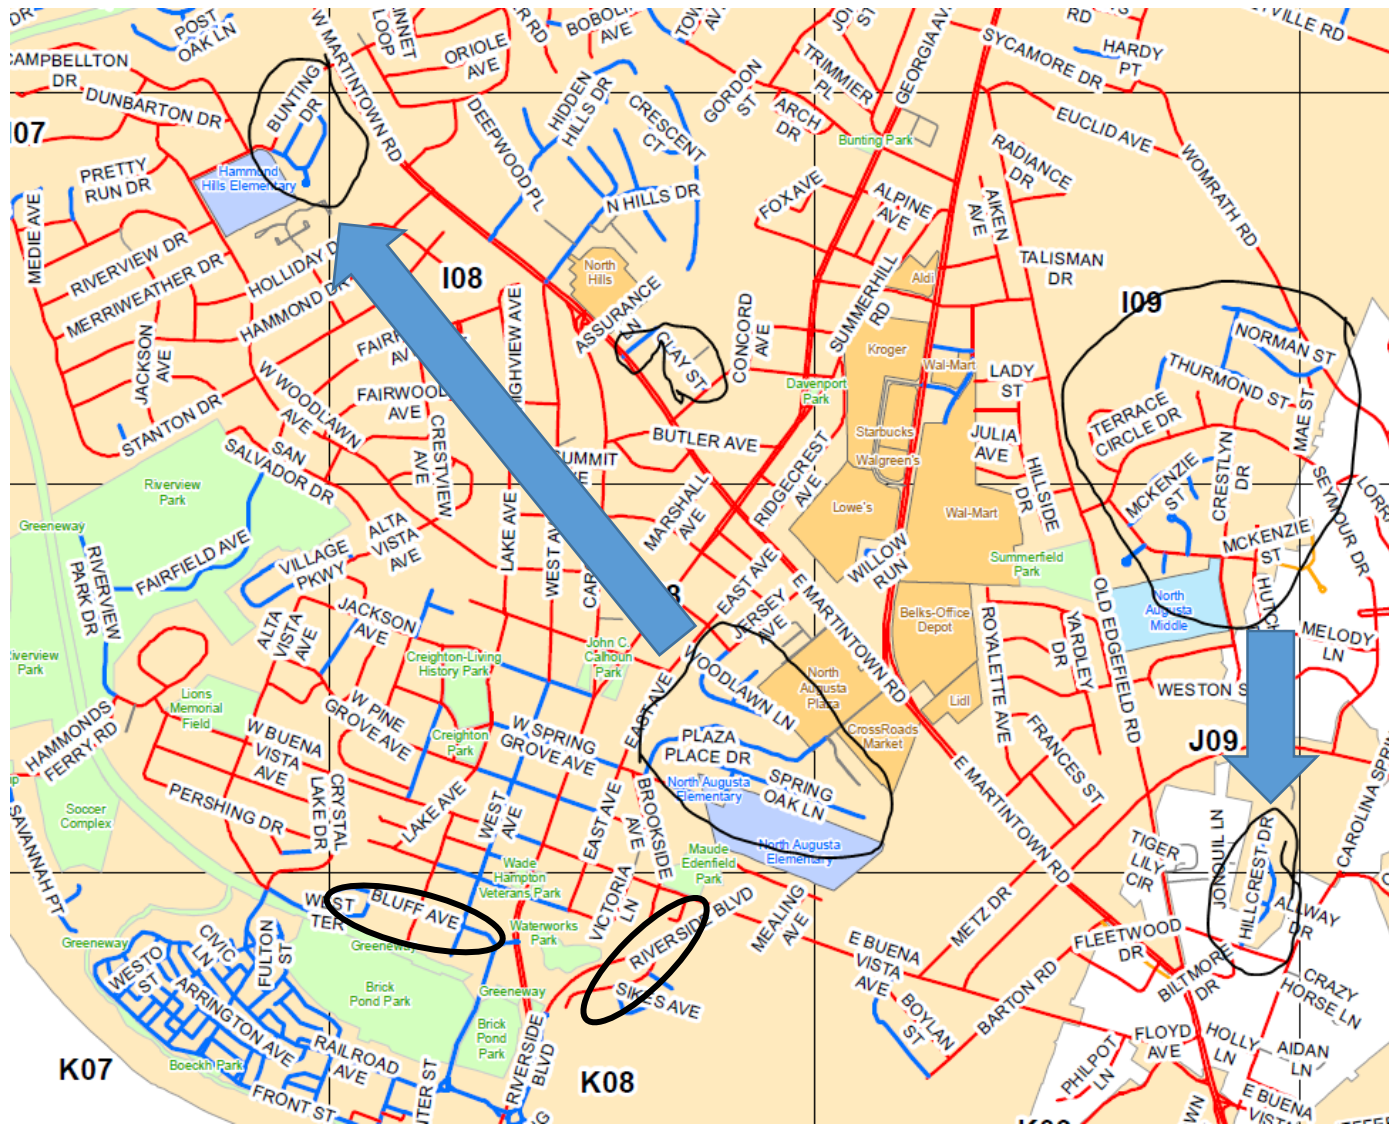 POST
OAK LN
W MARTINTOWN RD
LOOP
ORIOLE
AVE
BOBOL
AVE
TRIMMIER
PL
GORDON
ST
ARCH
DR
GEORGIA AV
SYCAMORE DR
RD
HARDY
PT
EUCLID AVE
WOMRATH RD
DR
DUNBARTON DR
BUNTING
DR
HIDDEN
HILLS DR
CRESCENT
CT
DEEPWOOD PL
N HILLS DR
Bunting Park
RADIANCE
DR
I07
PRETTY
RUN DR
Hammond
Hills Elementary
FOX AVE
ALPINE
AVE
AIKEN
AVE
TALISMAN
DR
MEDIE AVE
RIVERVIEW DR
MERRIWEATHER DR
HOLLIDAY D
HAMMOND DR
I08
North
Hills
ASSURANCE
LN
CLAY ST
CONCORD
AVE
SUMMERHILL
RD
Aldi
Kroger
Wal-Mart
I09
NORMAN ST
THURMOND ST
MAE ST
JACKSON
AVE
STANTON DR
W WOODLAWN
AVE
FAIRWOOD
AVE
CRESTVIEW
AVE
SUMMIT
BUTLER AVE
Davenport
Park
Starbucks
Walgreen's
LADY
ST
JULIA
AVE
TERRACE
CIRCLE DR
CRESTLYN
DR
SAN
SALVADOR DR
Riverview
Park
Greenway
LAKE AVE
MARSHALL
AVE
RIDGECREST
AVE
Lowe's
Wal-Mart
HILLSIDE
DR
MCKENZIE
ST
MCKENZIE
ST
SEYMOUR DR
RIVERVIEW
PARK DR
FAIRFIELD AVE
VILLAGE
PKWY
ALTA
VISTA
AVE
EAST AVE
JERSEY
AVE
E MARTINTOWN RD
WILLOW
RUN
Summerfield
Park
North
Augusta
Middle
JACKSON
AVE
ALTA
VISTA
AVE
Creighton-Living
History Park
John C.
Calhoun
Park
WOODLAWN LN
North
Augusta
Plaza
Belks-Office
Depot
ROYALETTE AVE
YARDLEY
DR
OLD EDGEFIELD RD
MELODY
LN
Park
Lions
Memorial
Field
HAMMONDS
FERRY RD
W BUENA
VISTA
AVE
W PINE
GROVE AVE
Creighton
Park
W SPRING
GROVE AVE
EAST AVE
PLAZA
PLACE DR
CrossRoads
Market
Lidl
FRANCES ST
J09
Soccer
Complex
PERSHING DR
CRYSTAL
LAKE DR
LAKE AVE
WEST
AVE
EAST AVE
BROOKSIDE
AVE
North Augusta
Elementary
SPRING
OAK LN
North Augusta
Elementary
E MARTINTOWN RD
SAVANNAH PT
Wade
Hampton
Veterans Park
Maude
Edenfield
Park
VICTORIA
LN
TIGER
LILY
CIR
JONQUIL LN
HILLCREST DR
WEST
TER
BLUFF AVE
Greeneway
Waterworks
Park
RIVERSIDE BLVD
MEALING
AVE
METZ DR
ALLWAY
DR
Greeneway
WESTO
ST
CIVIC
LN
FULTON
ST
Brick
Pond Park
Greeneway
SIKES AVE
E BUENA
VISTA
AVE
FLEETWOOD
DR
BILTMORE
DR
CRAZY
HORSE LN
ARRINGTON AVE
RAILROAD
AVE
Brick
Pond
Park
RIVERSIDE
BLVD
BOYLAN
ST
BARTON RD
FLOYD
AVE
HOLLY
LN
AIDAN
LN
K07
Boeckh Park
FRONT ST
K08
PHILPOT
LN
E BUENA
VISTA